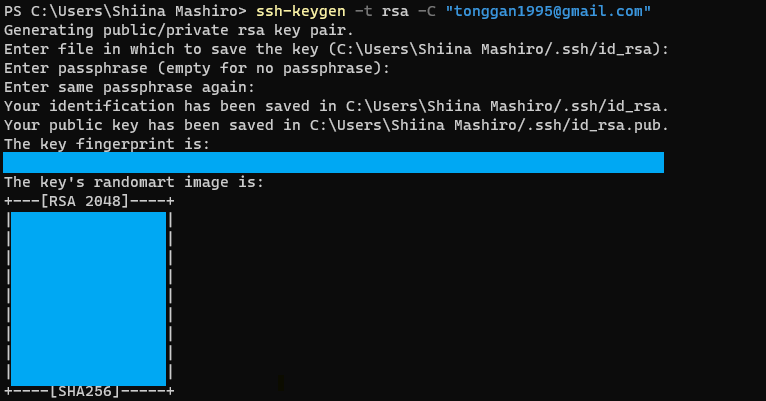 PS C:\Users\Shiina Mashiro> ssh-keygen -t rsa -C "tonggan1995@gmail.com"
Generating public/private rsa key pair.
Enter file in which to save the key (C:\Users\Shiina Mashiro/.ssh/id_rsa):
Enter passphrase (empty for no passphrase):
Enter same passphrase again:
Your identification has been saved in C:\Users\Shiina Mashiro/.ssh/id_rsa.
Your public key has been saved in C:\Users\Shiina Mashiro/.ssh/id_rsa.pub.
The key fingerprint is:
The key's randomart image is:
+---[RSA 2048]----+
| |
| |
| |
| |
| |
| |
| |
| |
| |
+----[SHA256]-----+